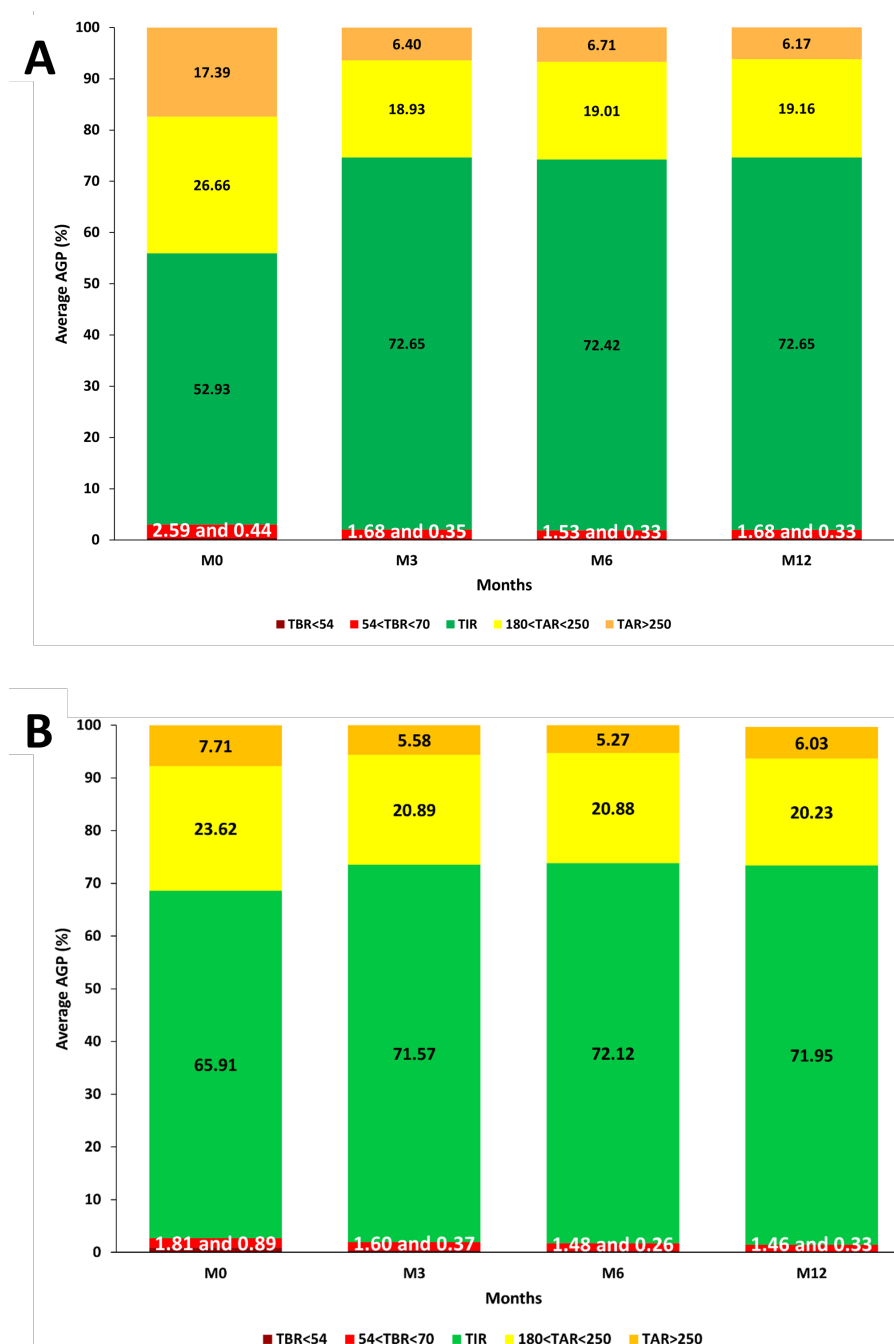 A
100
90
80
70
60
50
40
30
20
10
0
Average AGP (%)
17.39
6.40
6.71
6.17
26.66
18.93
19.01
19.16
52.93
72.65
72.42
72.65
2.59 and 0.44
1.68 and 0.35
1.53 and 0.33
1.68 and 0.33
M0
M3
M6
M12
Months
TBR<54 54<TBR<70 TIR 180<TAR<250 TAR>250
B
100
90
80
70
60
50
40
30
20
10
0
Average AGP (%)
7.71
5.58
5.27
6.03
23.62
20.89
20.88
20.23
65.91
71.57
72.12
71.95
1.81 and 0.89
1.60 and 0.37
1.48 and 0.26
1.46 and 0.33
M0
M3
M6
M12
Months
TBR<54 54<TBR<70 TIR 180<TAR<250 TAR>250